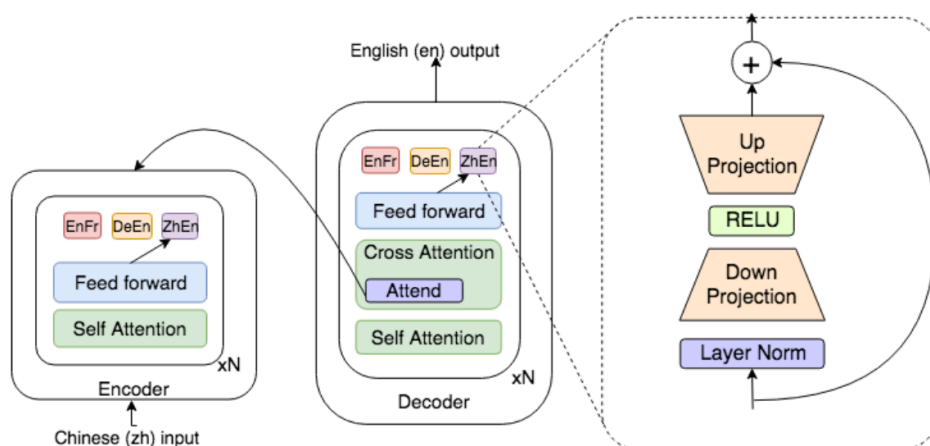 English (en) output
EnFr DeEn ZhEn
Feed forward
Cross Attention
Attend
Self Attention
xN
Decoder
EnFr DeEn ZhEn
Feed forward
Self Attention
xN
Encoder
Chinese (zh) input
+
Up
Projection
RELU
Down
Projection
Layer Norm